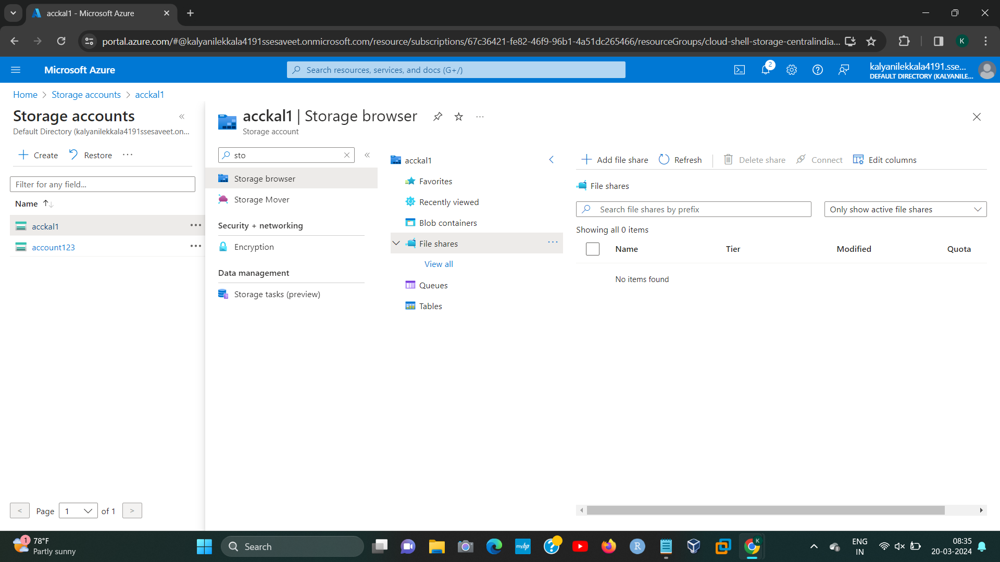 acckal1 - Microsoft Azure
portal.azure.com/#@kalyanilekkala4191ssesaveet.onmicrosoft.com/resource/subscriptions/67c36421-fe82-46f9-96b1-4a51dc265466/resourceGroups/cloud-shell-storage-centralindia...
K
Microsoft Azure
Search resources, services, and docs (G+/)
2
kalyanilekkala4191.sse...
DEFAULT DIRECTORY (KALYANILE...
Home > Storage accounts > acckal1
Storage accounts
Default Directory (kalyanilekkala4191ssesaveet.on...
Create
Restore
Filter for any field...
Name
acckal1
account123
Page 1 of 1
acckal1 | Storage browser
Storage account
sto
Storage browser
Storage Mover
Security + networking
Encryption
Data management
Storage tasks (preview)
acckal1
Favorites
Recently viewed
Blob containers
File shares
View all
Queues
Tables
Add file share
Refresh
Delete share
Connect
Edit columns
File shares
Search file shares by prefix
Only show active file shares
Showing all 0 items
Name Tier Modified Quota
No items found
1
78°F
Partly sunny
Search
myhp
R
K
ENG
IN
08:35
20-03-2024